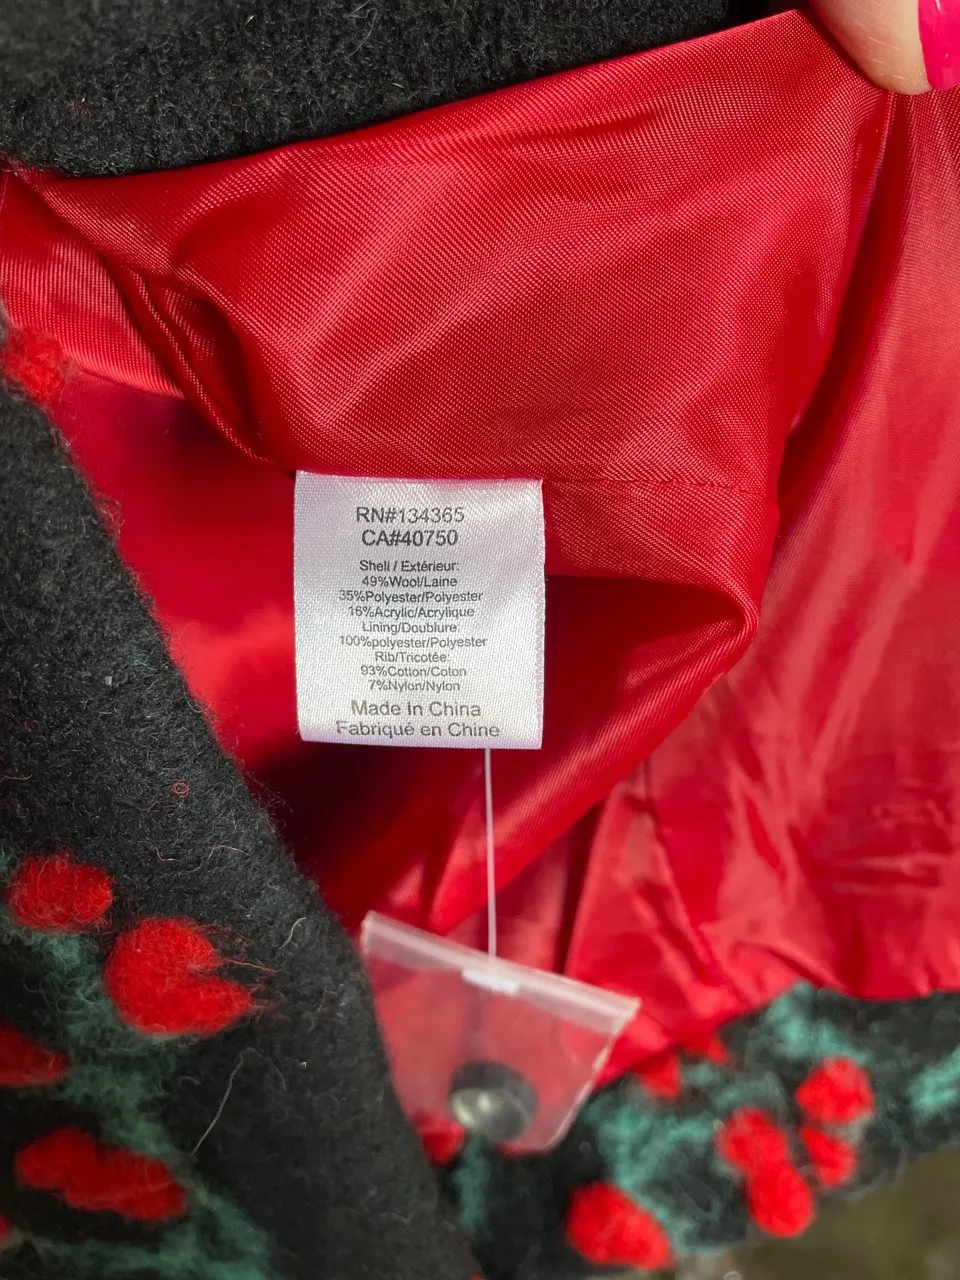 RN#134365
CA#40750
Shell / Extérieur:
49%Wool/Laine
35%Polyester/Polyester
16%Acrylic/Acrylique
Lining/Doublure:
100%polyester/Polyester
Rib/Tricotée:
93%Cotton/Coton
7%Nylon/Nylon
Made in China
Fabriqué en Chine